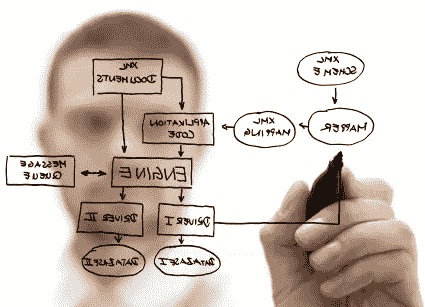 XML
SCHEME
XML
DOCUMENTS
APPLIKATION
CODE
XML
MAPPING
MAPPER
MESSAGE
QUEUE
ENGINE
DRIVER II
DRIVER I
DATABASE II
DATABASE I